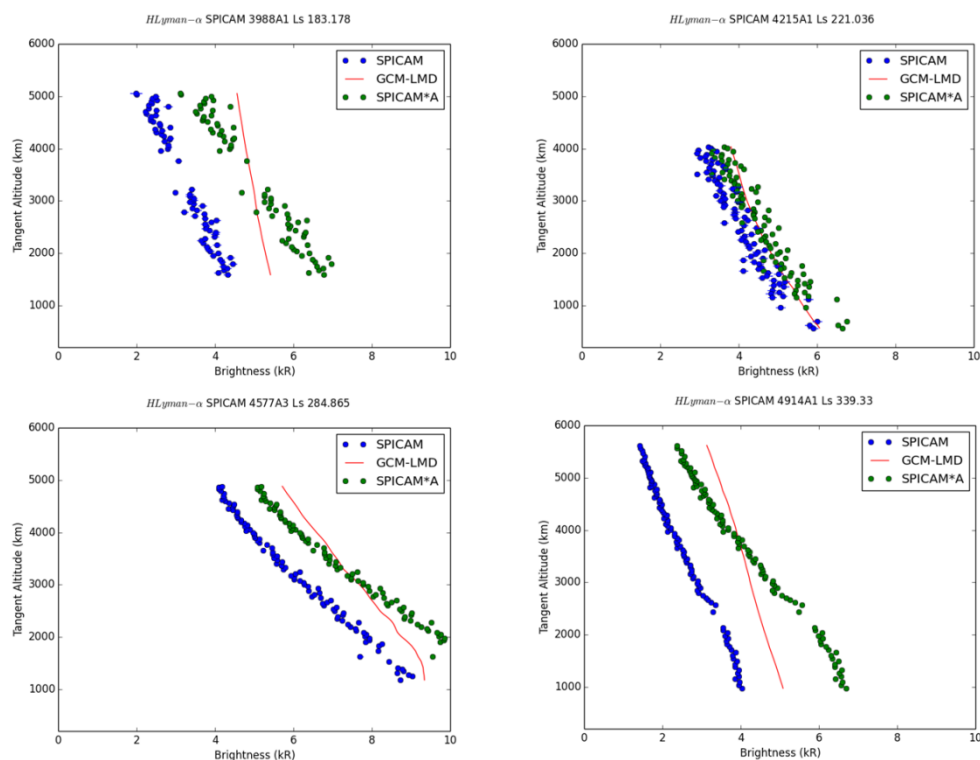 HLyman-α SPICAM 3988A1 Ls 183.178
6000
5000
4000
3000
2000
1000
Tangent Altitude (km)
SPICAM
GCM-LMD
SPICAM*A
0 2 4 6 8 10
Brightness (kR)
HLyman-α SPICAM 4215A1 Ls 221.036
6000
5000
4000
3000
2000
1000
Tangent Altitude (km)
SPICAM
GCM-LMD
SPICAM*A
0 2 4 6 8 10
Brightness (kR)
HLyman-α SPICAM 4577A3 Ls 284.865
6000
5000
4000
3000
2000
1000
Tangent Altitude (km)
SPICAM
GCM-LMD
SPICAM*A
0 2 4 6 8 10
Brightness (kR)
HLyman-α SPICAM 4914A1 Ls 339.33
6000
5000
4000
3000
2000
1000
Tangent Altitude (km)
SPICAM
GCM-LMD
SPICAM*A
0 2 4 6 8 10
Brightness (kR)